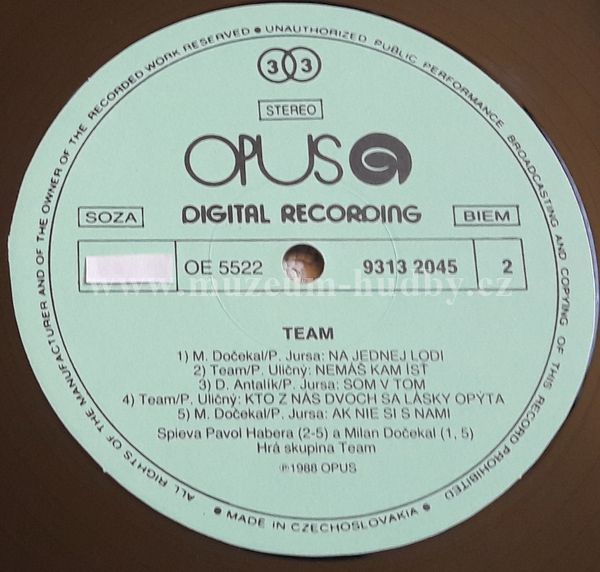 ALL RIGHTS OF THE MANUFACTURER AND OF THE OWNER OF THE RECORDED WORK RESERVED • UNAUTHORIZED PUBLIC PERFORMANCE BROADCASTING AND COPYING OF THIS RECORD PROHIBITED
33
STEREO
OPUS
SOZA DIGITAL RECORDING BIEM
OE 5522 9313 2045 2
www.muzeum-hudby.cz
TEAM
1) M. Dočekal/P. Jursa: NA JEDNEJ LODI
2) Team/P. Uličný: NEMÁŠ KAM ÍSŤ
3) D. Antalík/P. Jursa: SOM V TOM
4) Team/P. Uličný: KTO Z NÁS DVOCH SA LÁSKY OPÝTA
5) M. Dočekal/P. Jursa: AK NIE SI S NAMI
Spieva Pavol Habera (2-5) a Milan Dočekal (1, 5)
Hrá skupina Team
℗ 1988 OPUS
• MADE IN CZECHOSLOVAKIA •